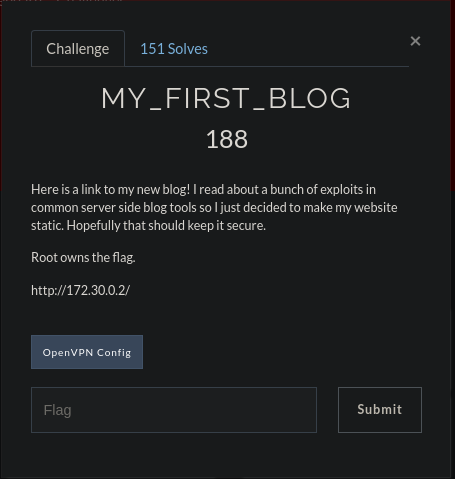 Challenge
151 Solves
×
MY_FIRST_BLOG
188
Here is a link to my new blog! I read about a bunch of exploits in
common server side blog tools so I just decided to make my website
static. Hopefully that should keep it secure.
Root owns the flag.
http://172.30.0.2/
OpenVPN Config
Flag
Submit